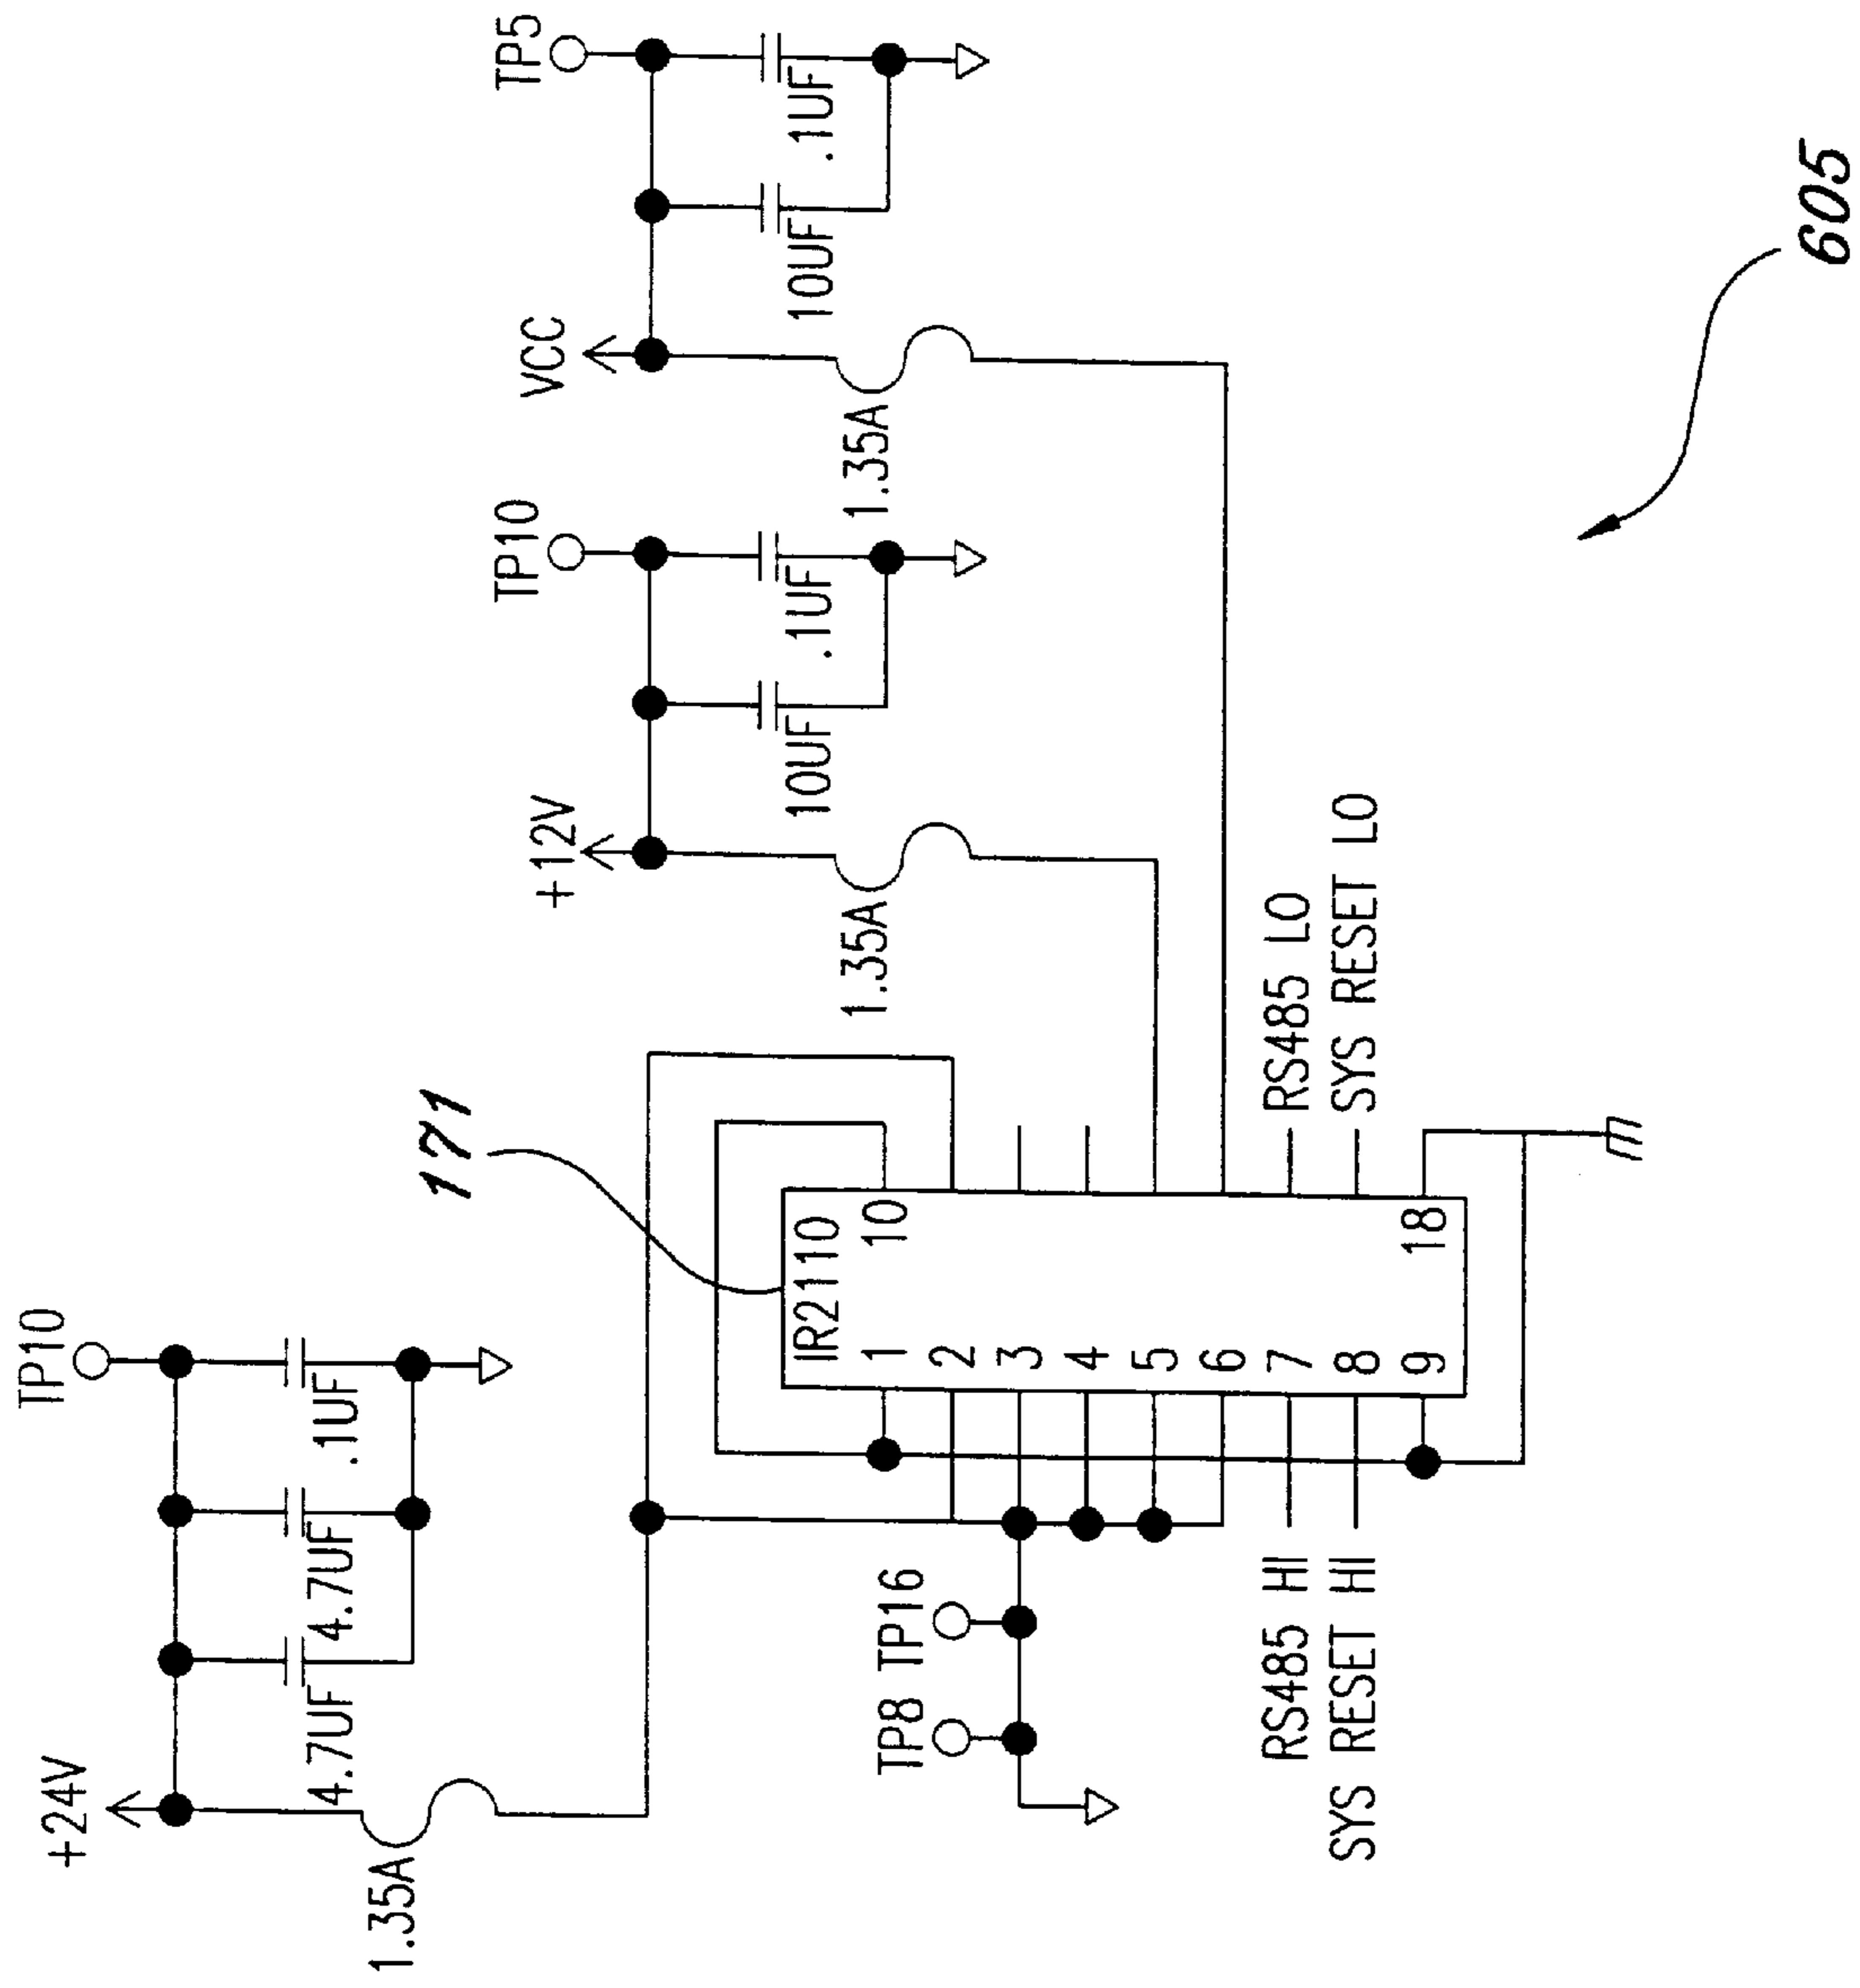 +24V
TP10
4.7UF
4.7UF
.1UF
1.35A
171
+12V
TP10
10UF
.1UF
1.35A
VCC
TP5
10UF
.1UF
1.35A
TP8 TP16
IR2110
1
10
2
3
4
5
6
7
8
9
18
RS485 HI
RS485 LO
SYS RESET HI
SYS RESET LO
605